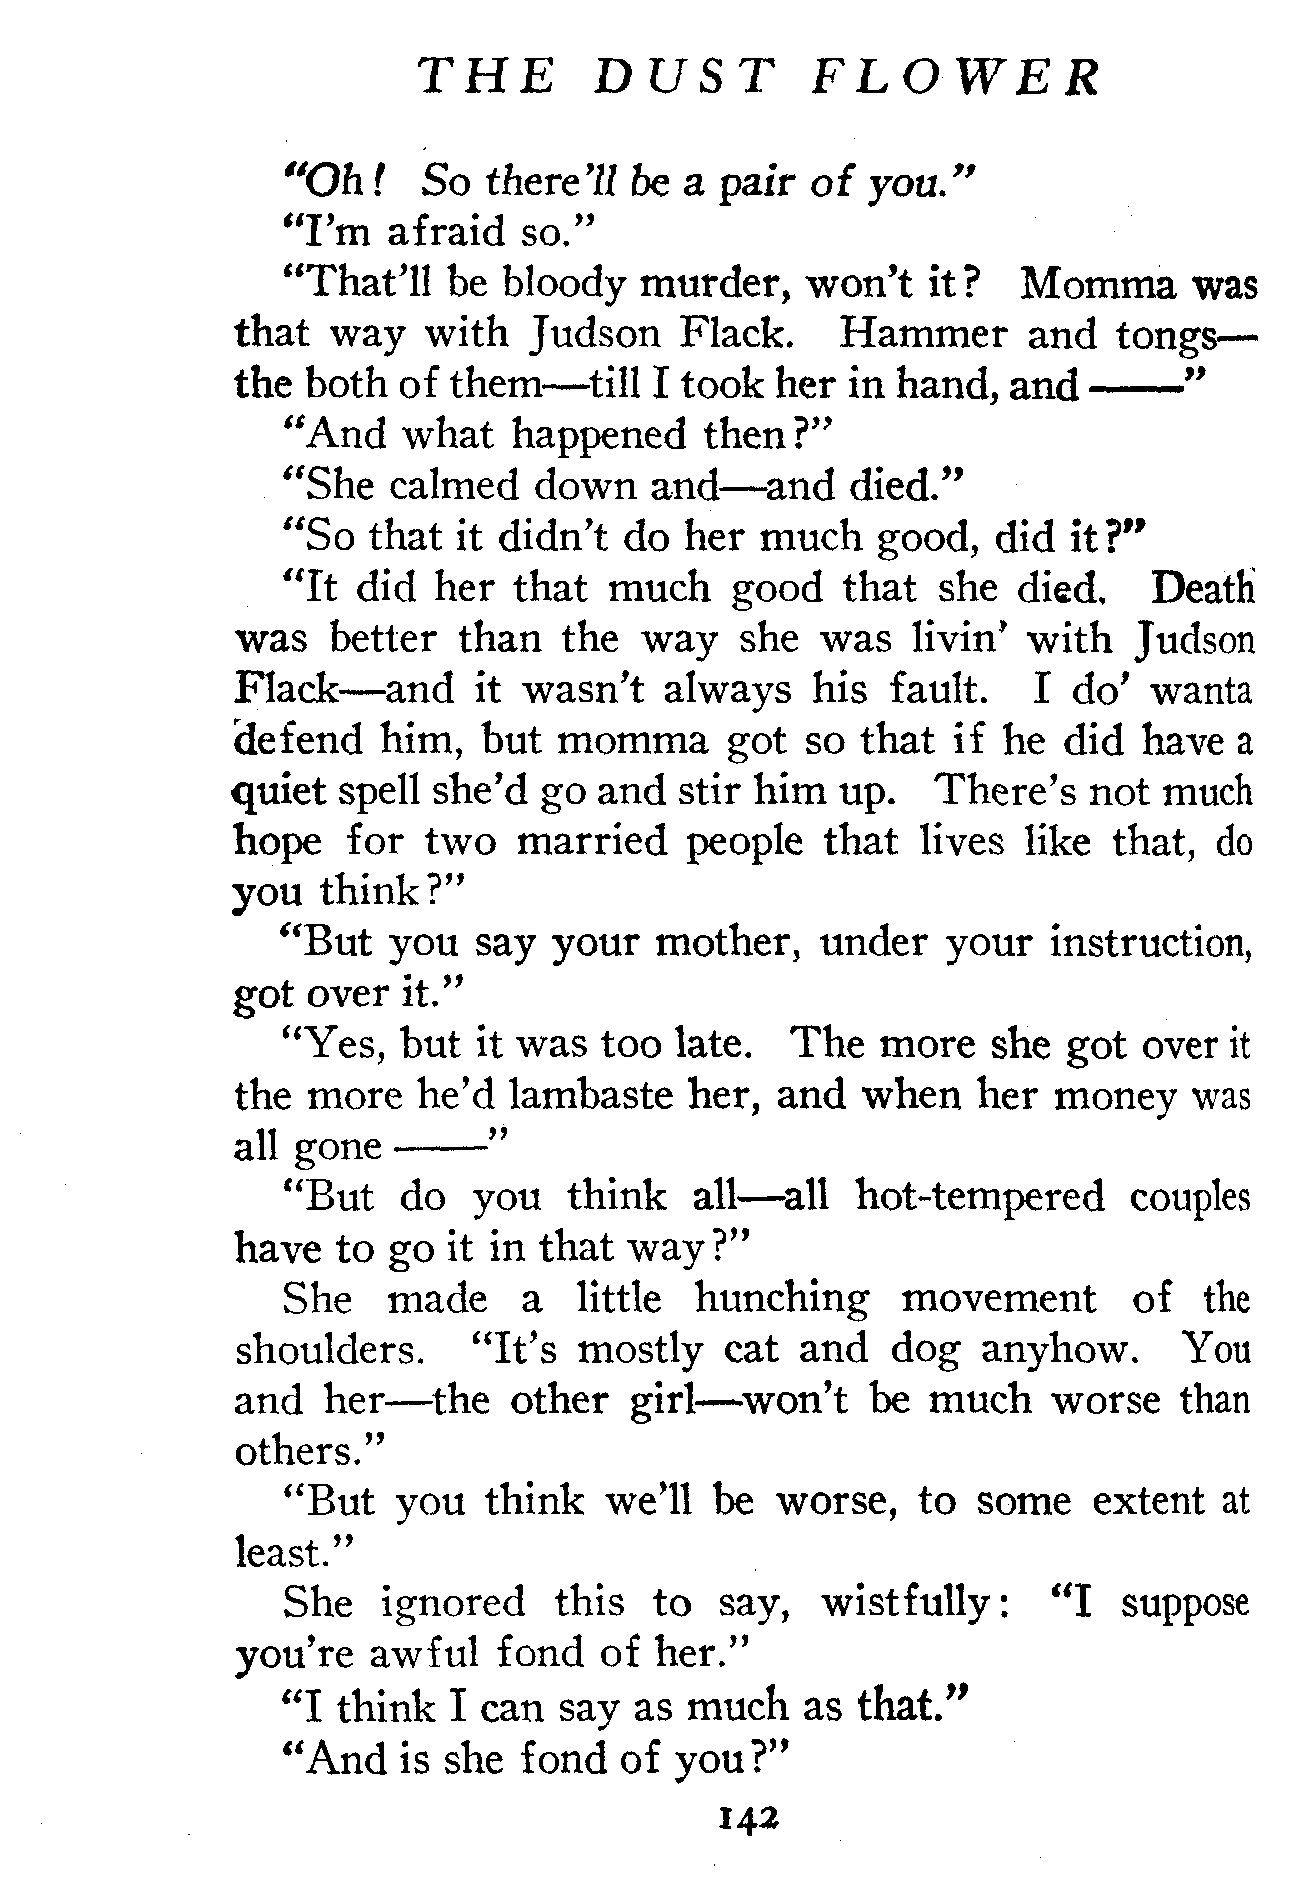 THE DUST FLOWER
“Oh! So there’ll be a pair of you.”
“I’m afraid so.”
“That’ll be bloody murder, won’t it? Momma was
that way with Judson Flack. Hammer and tongs—
the both of them—till I took her in hand, and ——”
“And what happened then?”
“She calmed down and—and died.”
“So that it didn’t do her much good, did it?”
“It did her that much good that she died. Death
was better than the way she was livin’ with Judson
Flack—and it wasn’t always his fault. I do’ wanta
defend him, but momma got so that if he did have a
quiet spell she’d go and stir him up. There’s not much
hope for two married people that lives like that, do
you think?”
“But you say your mother, under your instruction,
got over it.”
“Yes, but it was too late. The more she got over it
the more he’d lambaste her, and when her money was
all gone ——”
“But do you think all—all hot-tempered couples
have to go it in that way?”
She made a little hunching movement of the
shoulders. “It’s mostly cat and dog anyhow. You
and her—the other girl—won’t be much worse than
others.”
“But you think we’ll be worse, to some extent at
least.”
She ignored this to say, wistfully: “I suppose
you’re awful fond of her.”
“I think I can say as much as that.”
“And is she fond of you?”
142